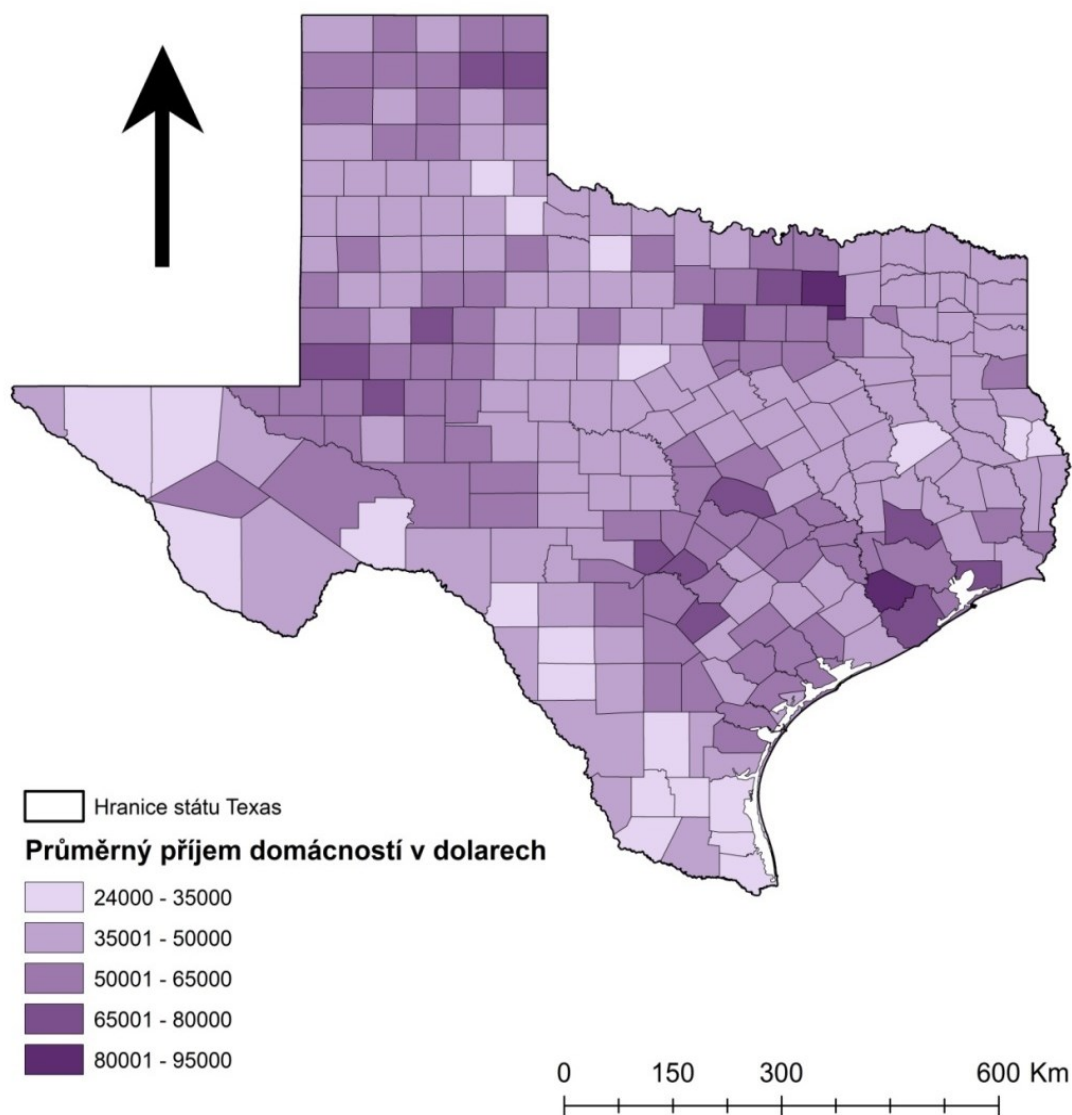 Hranice státu Texas
Průměrný příjem domácností v dolarech
24000 - 35000
35001 - 50000
50001 - 65000
65001 - 80000
80001 - 95000
0 150 300 600 Km